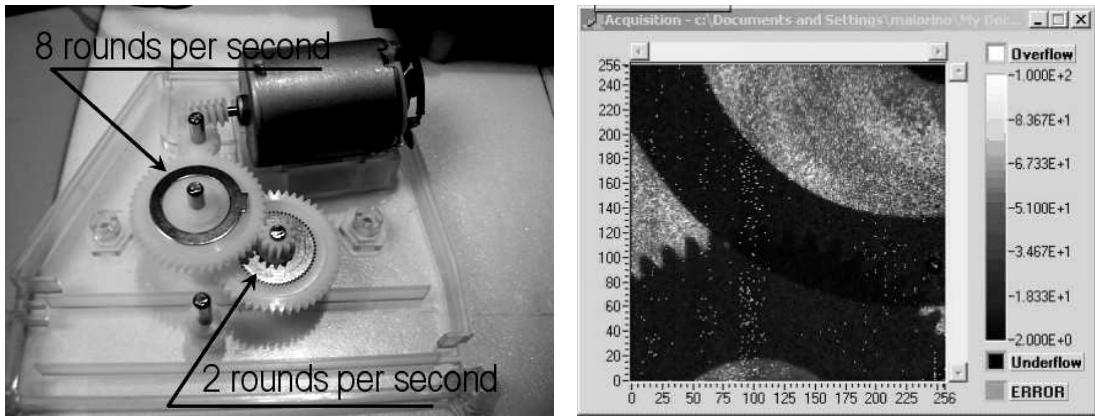 8 rounds per second
2 rounds per second
Acquisition - c:\Documents and Settings\maiorino\My Doc...
Overflow
256
240
220
200
180
160
140
120
100
80
60
40
20
0
0 25 50 75 100 125 150 175 200 225 256
1.000E+2
8.367E+1
6.733E+1
5.100E+1
3.467E+1
1.833E+1
2.000E+0
Underflow
ERROR